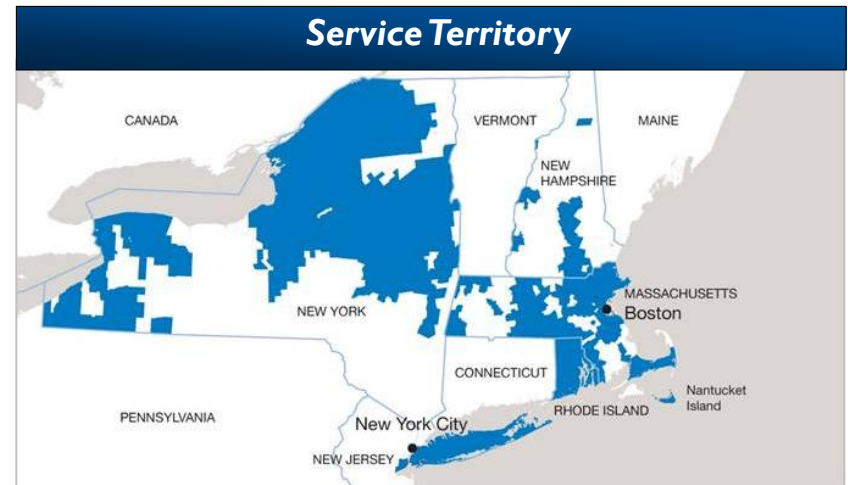 Service Territory
CANADA
VERMONT
MAINE
NEW
HAMPSHIRE
MASSACHUSETTS
Boston
NEW YORK
CONNECTICUT
Nantucket
Island
RHODE ISLAND
PENNSYLVANIA
New York City
NEW JERSEY